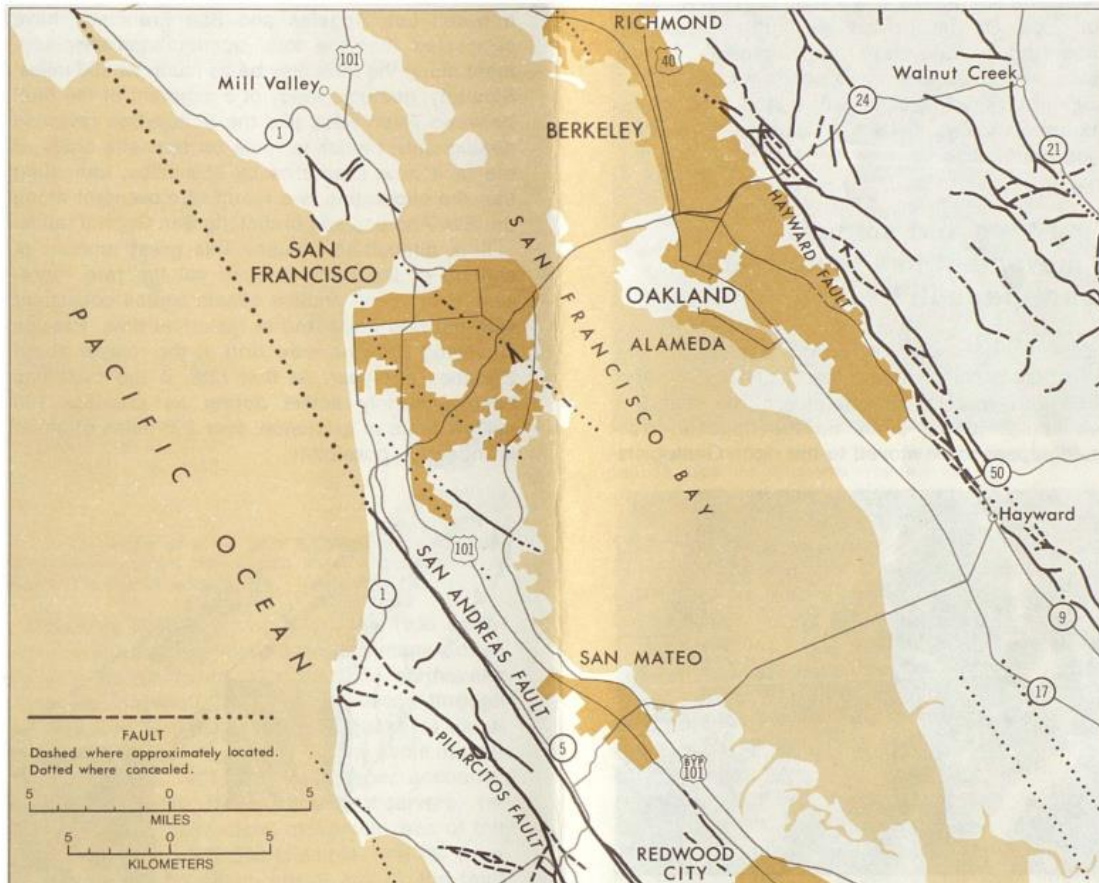 RICHMOND
101
40
Mill Valley
Walnut Creek
1
24
BERKELEY
21
SAN FRANCISCO BAY
HAYWARD FAULT
SAN
FRANCISCO
OAKLAND
ALAMEDA
PACIFIC OCEAN
50
Hayward
101
SAN ANDREAS FAULT
1
9
SAN MATEO
17
5
BYP
101
PILARCITOS FAULT
FAULT
Dashed where approximately located.
Dotted where concealed.
5 0 5
MILES
5 0 5
KILOMETERS
REDWOOD
CITY